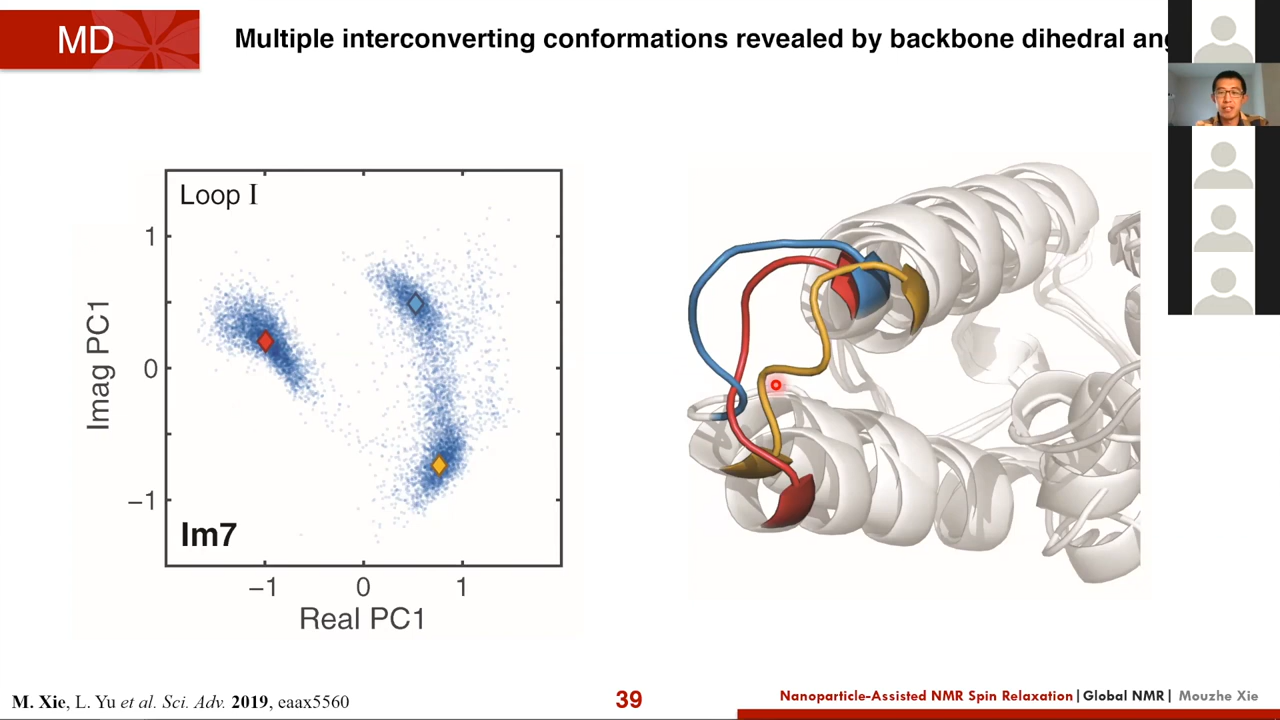 MD
Multiple interconverting conformations revealed by backbone dihedral
Loop I
1
0
−1
Imag PC1
Im7
−1
0
1
Real PC1
M. Xie, L. Yu et al. Sci. Adv. 2019, eaax5560
39
Nanoparticle-Assisted NMR Spin Relaxation | Global NMR | Mouzhe Xie